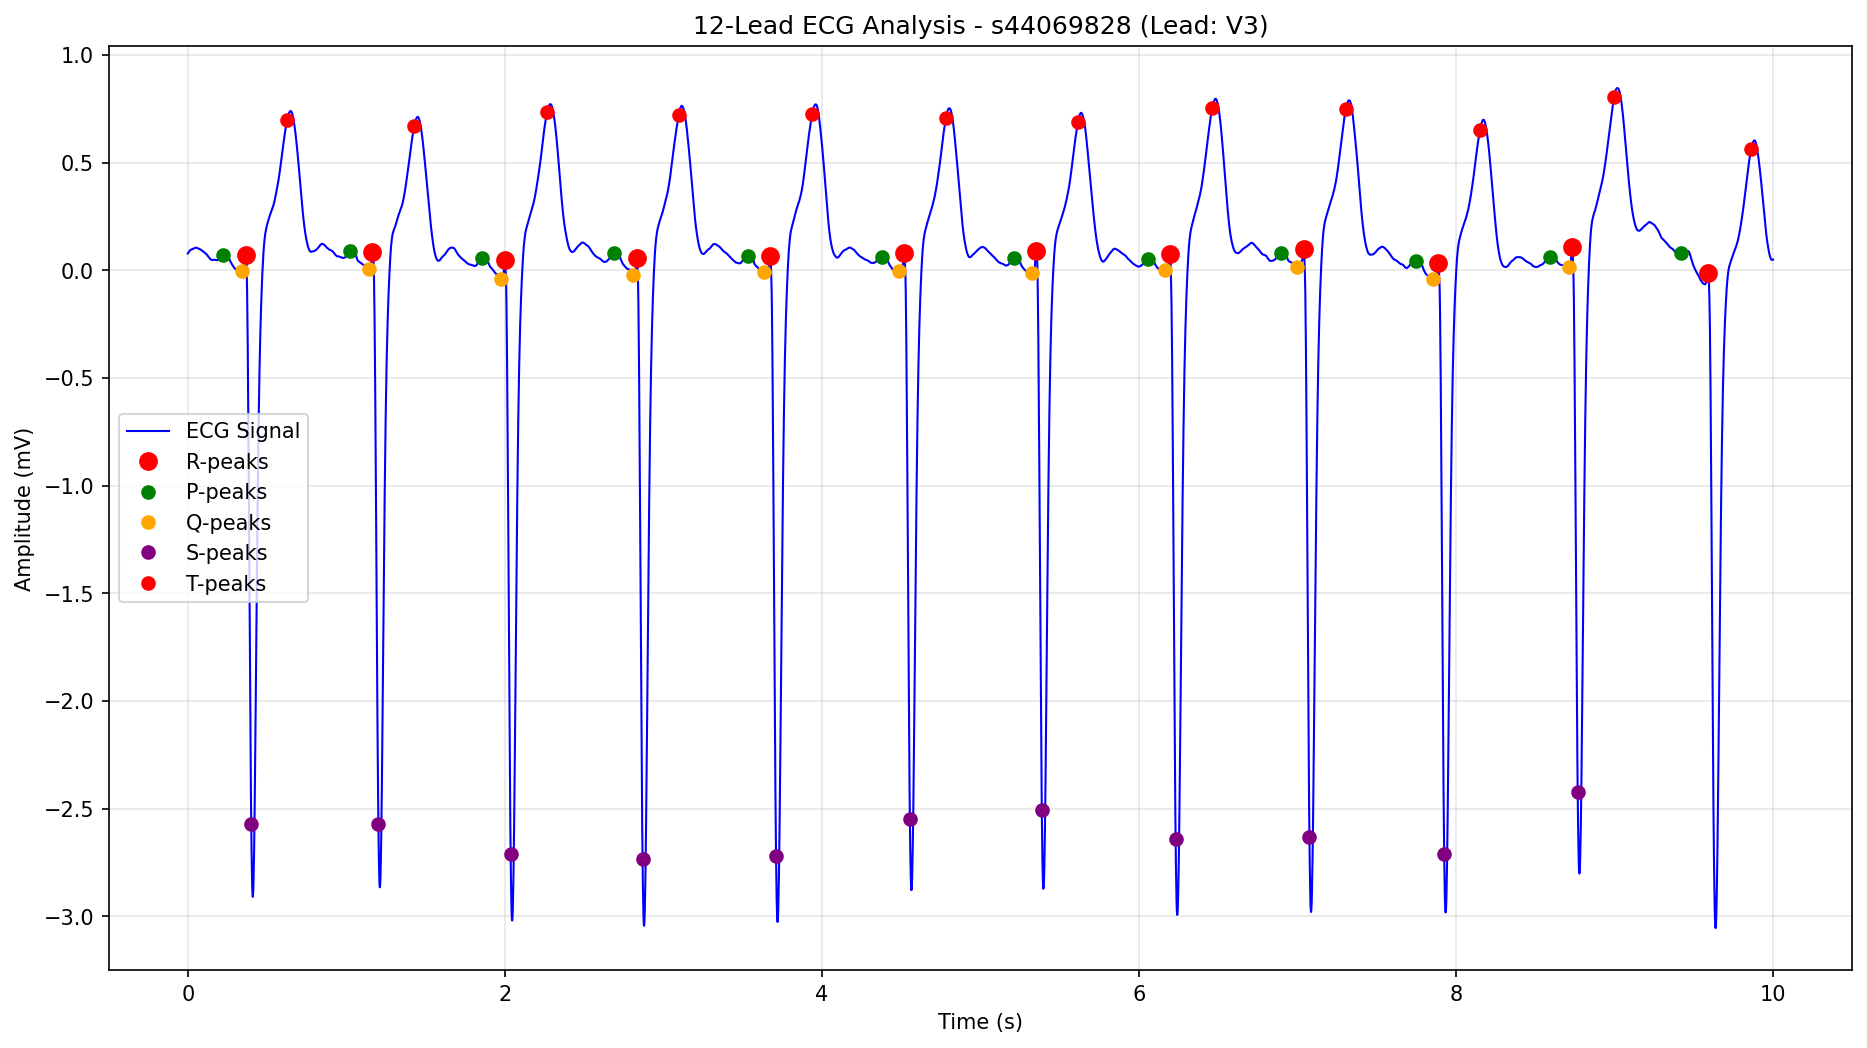 12-Lead ECG Analysis - s44069828 (Lead: V3)
1.0
0.5
0.0
−0.5
−1.0
−1.5
−2.0
−2.5
−3.0
Amplitude (mV)
ECG Signal
R-peaks
P-peaks
Q-peaks
S-peaks
T-peaks
0 2 4 6 8 10
Time (s)